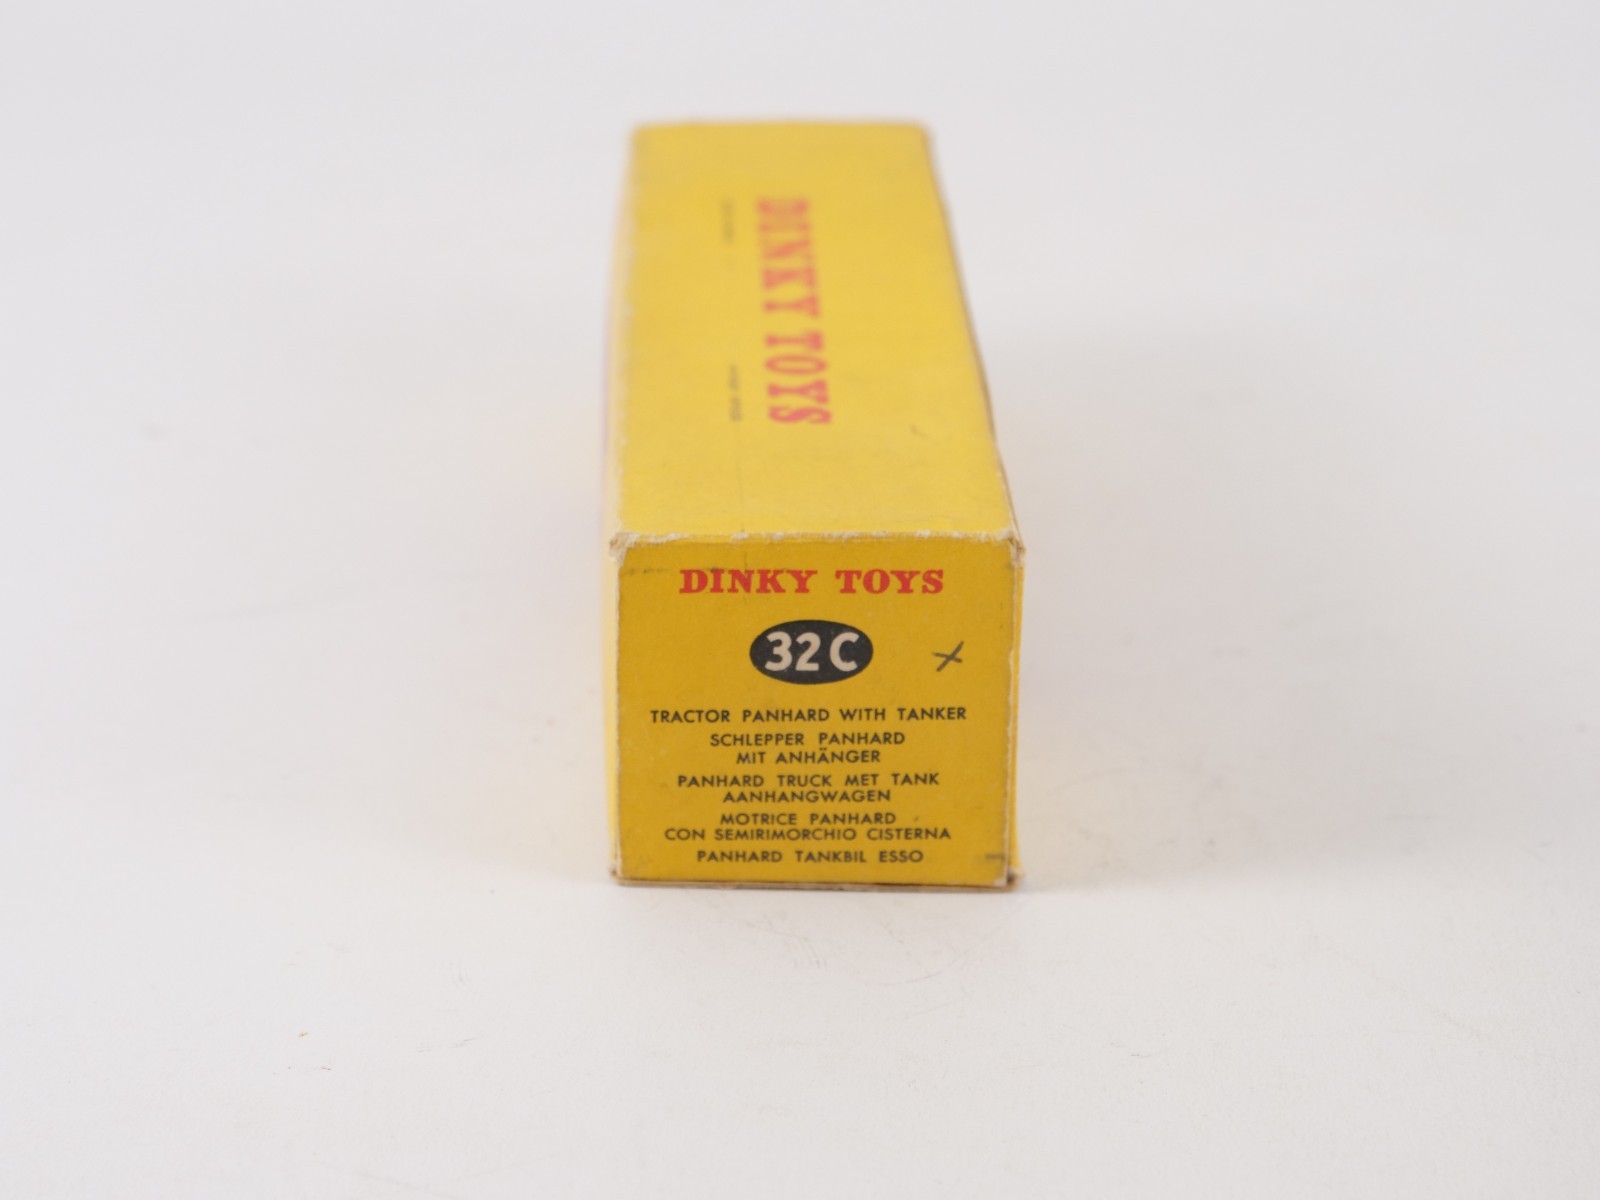 DINKY TOYS
DINKY TOYS
32 C
TRACTOR PANHARD WITH TANKER
SCHLEPPER PANHARD
MIT ANHÄNGER
PANHARD TRUCK MET TANK
AANHANGWAGEN
MOTRICE PANHARD
CON SEMIRIMORCHIO CISTERNA
PANHARD TANKBIL ESSO